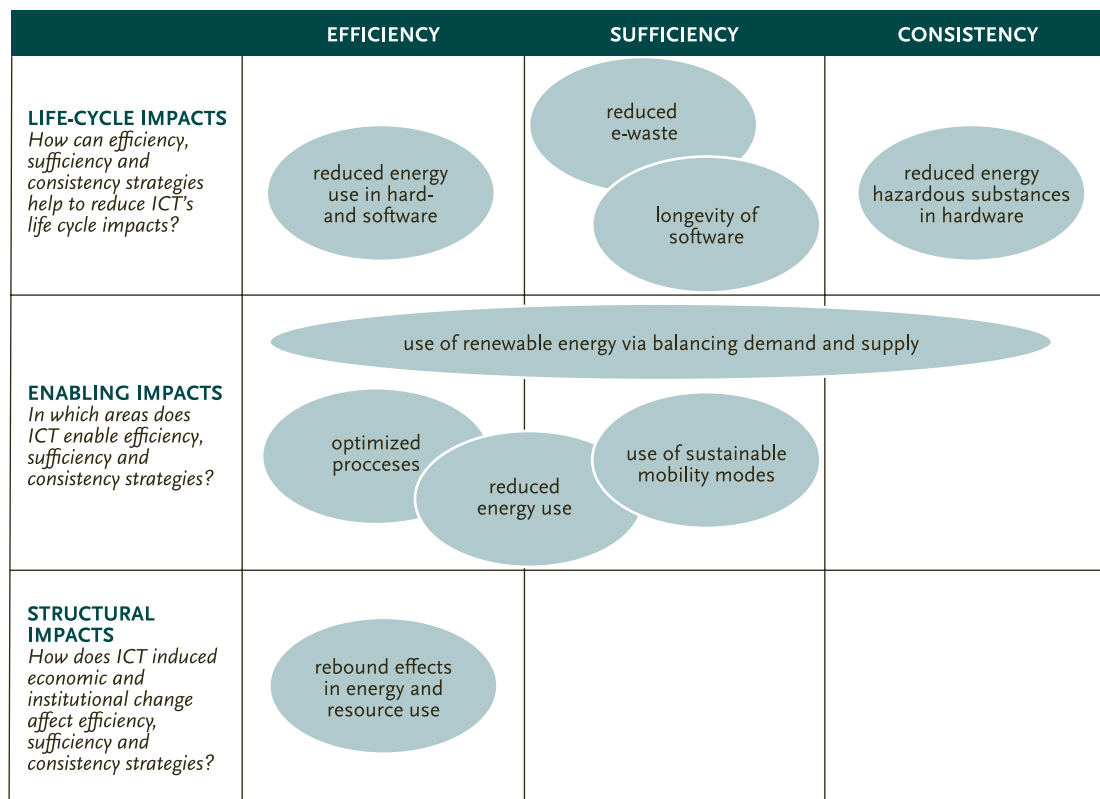 EFFICIENCY
SUFFICIENCY
CONSISTENCY
LIFE-CYCLE IMPACTS
How can efficiency,
sufficiency and
consistency strategies
help to reduce ICT's
life cycle impacts?
reduced energy
use in hard-
and software
reduced
e-waste
longevity of
software
reduced energy
hazardous substances
in hardware
ENABLING IMPACTS
In which areas does
ICT enable efficiency,
sufficiency and
consistency strategies?
use of renewable energy via balancing demand and supply
optimized
procceses
reduced
energy use
use of sustainable
mobility modes
STRUCTURAL
IMPACTS
How does ICT induced
economic and
institutional change
affect efficiency,
sufficiency and
consistency strategies?
rebound effects
in energy and
resource use